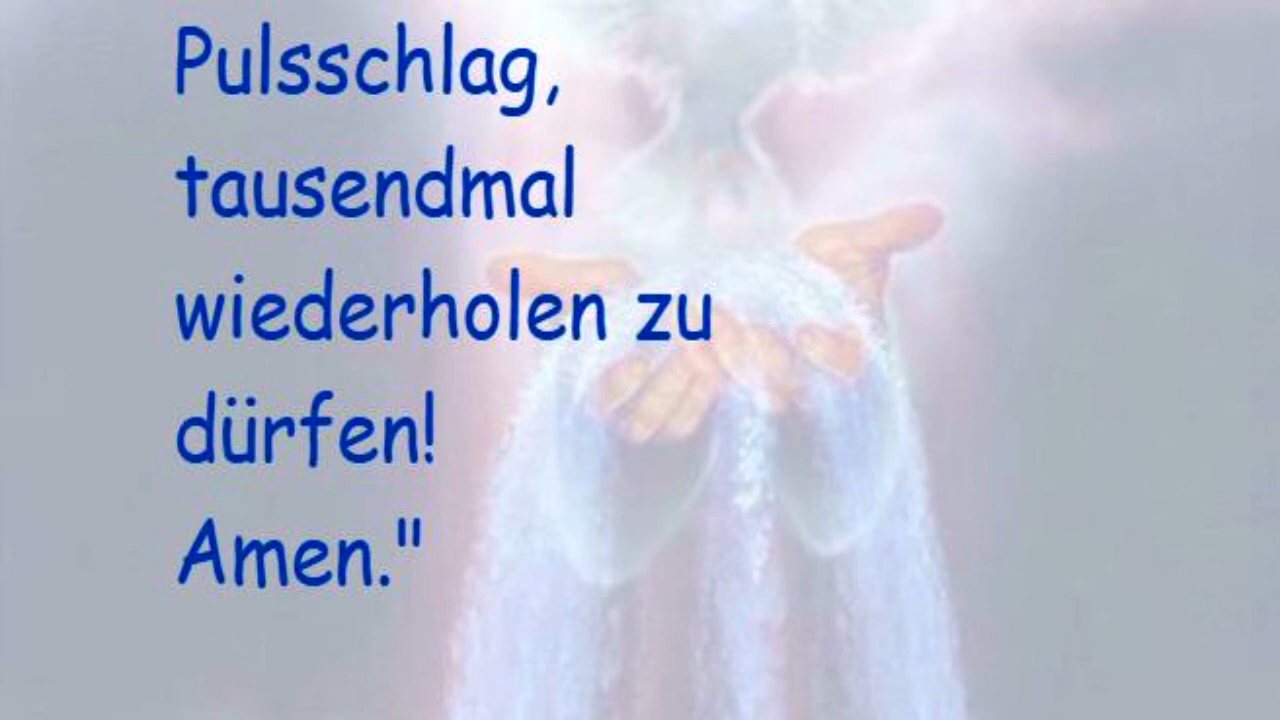 Pulsschlag,
tausendmal
wiederholen zu
dürfen!
Amen."